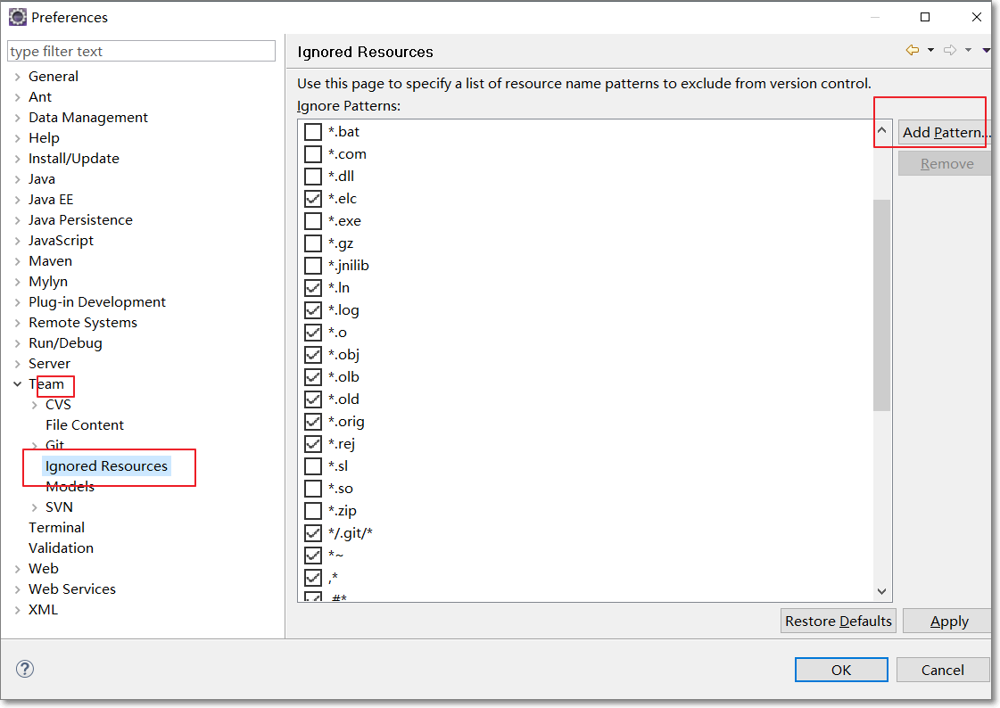 Preferences
type filter text
General
Ant
Data Management
Help
Install/Update
Java
Java EE
Java Persistence
JavaScript
Maven
Mylyn
Plug-in Development
Remote Systems
Run/Debug
Server
Team
CVS
File Content
Git
Ignored Resources
Models
SVN
Terminal
Validation
Web
Web Services
XML
Ignored Resources
Use this page to specify a list of resource name patterns to exclude from version control.
Ignore Patterns:
*.bat
*.com
*.dll
*.elc
*.exe
*.gz
*.jnilib
*.ln
*.log
*.o
*.obj
*.olb
*.old
*.orig
*.rej
*.sl
*.so
*.zip
*/.git/*
*~
,*
.#*
Add Pattern...
Remove
Restore Defaults
Apply
OK
Cancel